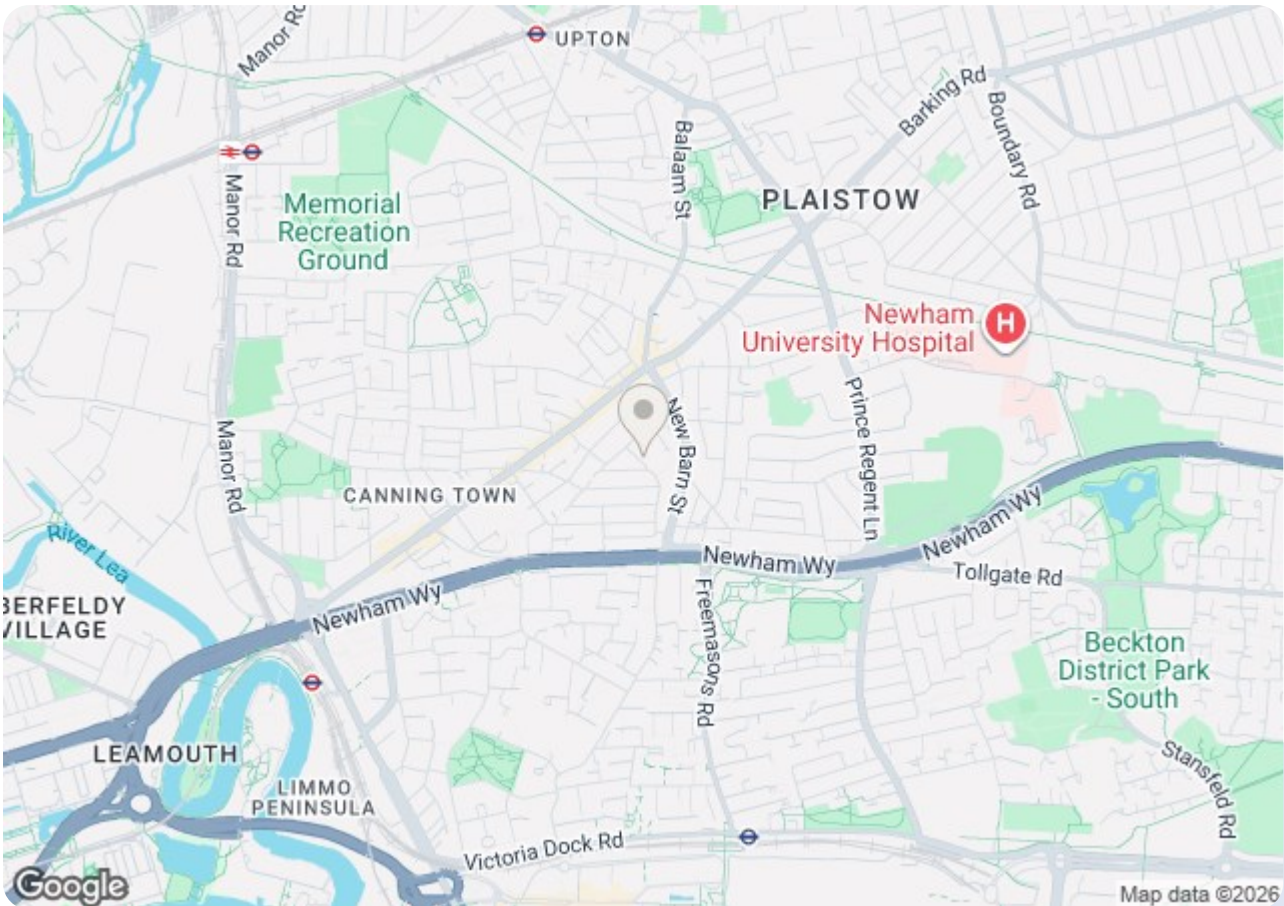 Manor Rd
UPTON
Barking Rd
Boundary Rd
Balaam St
PLAISTOW
Manor Rd
Memorial
Recreation
Ground
Newham
University Hospital
H
Prince Regent Ln
New Barn St
Manor Rd
CANNING TOWN
River Lea
Newham Wy
Newham Wy
Tollgate Rd
BERFELDY
VILLAGE
Newham Wy
Freemasons Rd
Beckton
District Park
- South
LEAMOUTH
LIMMO
PENINSULA
Stansfeld Rd
Victoria Dock Rd
Google
Map data ©2026